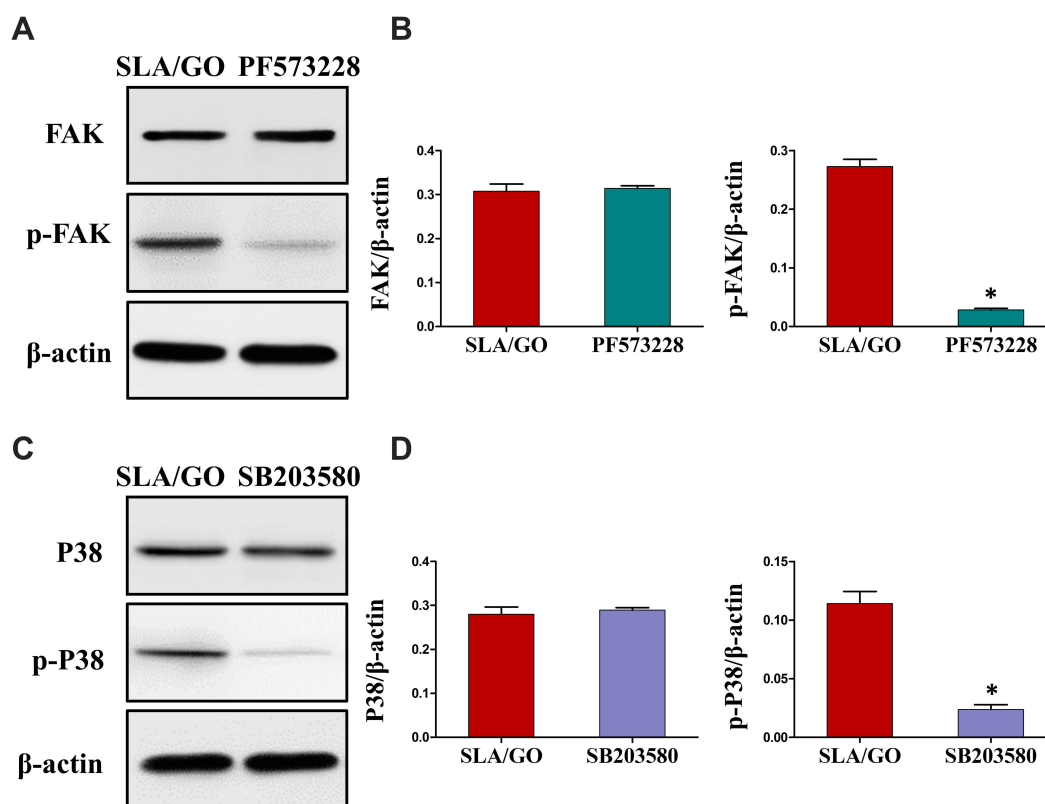 A
SLA/GO PF573228
FAK
p-FAK
β-actin
B
FAK/β-actin
0.4
0.3
0.2
0.1
0.0
SLA/GO PF573228
p-FAK/β-actin
0.3
0.2
0.1
0.0
*
SLA/GO PF573228
C
SLA/GO SB203580
P38
p-P38
β-actin
D
P38/β-actin
0.4
0.3
0.2
0.1
0.0
SLA/GO SB203580
p-P38/β-actin
0.15
0.10
0.05
0.00
*
SLA/GO SB203580